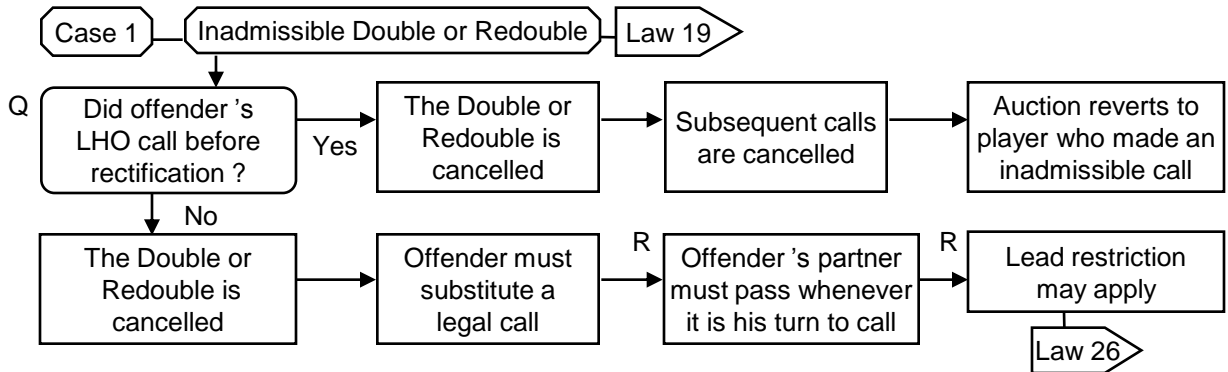 Case 1
Inadmissible Double or Redouble
Law 19
Q
Did offender 's
LHO call before
rectification ?
Yes
The Double or
Redouble is
cancelled
Subsequent calls
are cancelled
Auction reverts to
player who made an
inadmissible call
No
The Double or
Redouble is
cancelled
Offender must
substitute a
legal call
R
Offender 's partner
must pass whenever
it is his turn to call
R
Lead restriction
may apply
Law 26